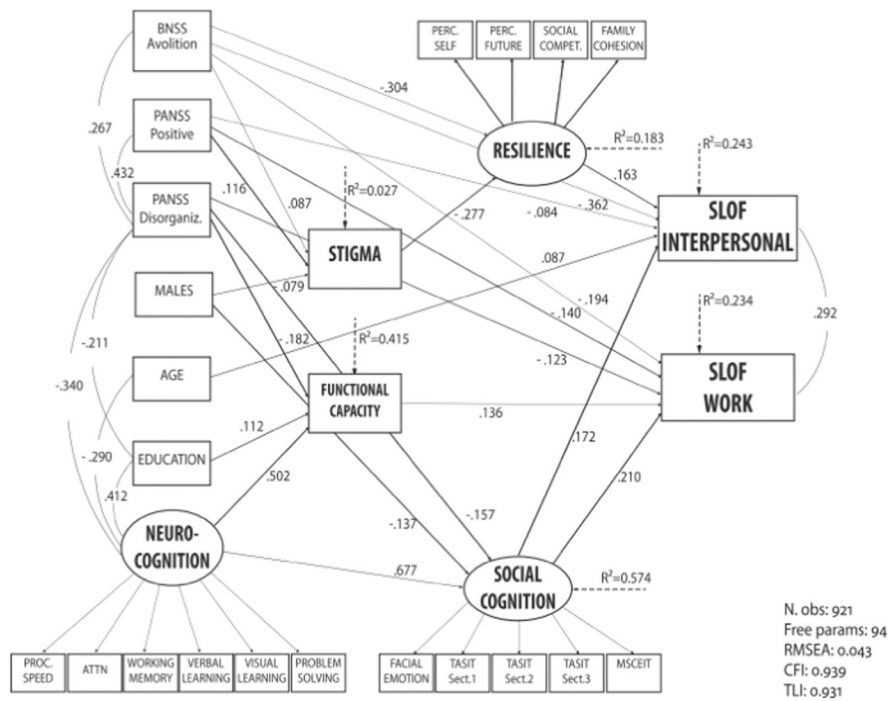 BNSS
Avolition
PERC.
SELF
PERC.
FUTURE
SOCIAL
COMPET.
FAMILY
COHESION
-.304
PANSS
Positive
.267
RESILIENCE
R²=0.183
R²=0.243
.432
.116
.163
PANSS
Disorganiz.
.087
R²=0.027
-.277
-.084
-.362
SLOF
INTERPERSONAL
STIGMA
.087
MALES
-.079
-.194
-.140
R²=0.234
.292
-.211
-.182
R²=0.415
-.123
-.340
AGE
FUNCTIONAL
CAPACITY
SLOF
WORK
.136
.112
.172
-.290
EDUCATION
.502
.210
.412
-.137
-.157
NEURO-
COGNITION
.677
SOCIAL
COGNITION
R²=0.574
N. obs: 921
Free params: 94
RMSEA: 0.043
CFI: 0.939
TLI: 0.931
PROC.
SPEED
ATTN
WORKING
MEMORY
VERBAL
LEARNING
VISUAL
LEARNING
PROBLEM
SOLVING
FACIAL
EMOTION
TASIT
Sect.1
TASIT
Sect.2
TASIT
Sect.3
MSCEIT